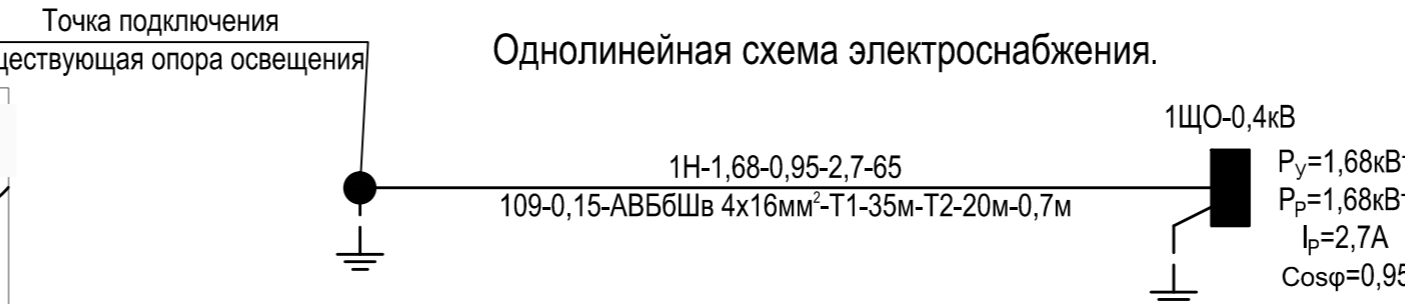 Точка подключения
ществующая опора освещения
Однолинейная схема электроснабжения.
1ЩО-0,4кВ
1Н-1,68-0,95-2,7-65
109-0,15-АВБбШв 4х16мм²-Т1-35м-Т2-20м-0,7м
Pу=1,68кВт
Pр=1,68кВт
Iр=2,7А
Cosφ=0,95